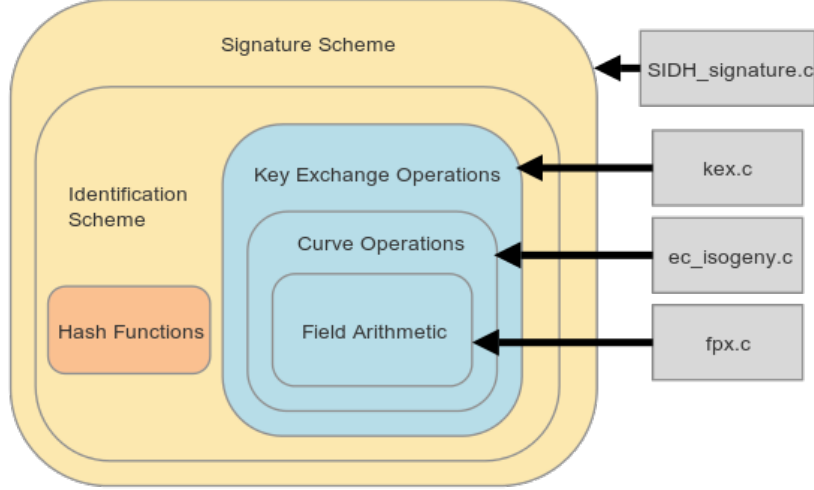 Signature Scheme
SIDH_signature.c
Key Exchange Operations
kex.c
Identification
Scheme
Curve Operations
ec_isogeny.c
Hash Functions
Field Arithmetic
fpx.c